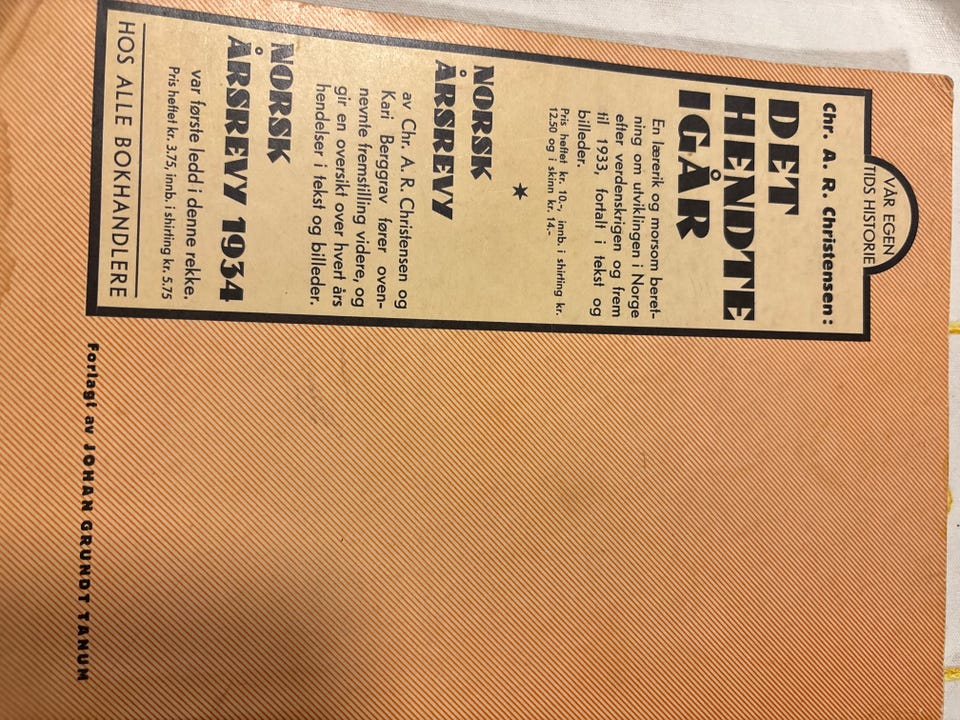 VÅR EGEN
TIDS HISTORIE
Chr. A. R. Christensen:
DET
HENDTE
IGÅR
En lærerik og morsom beret-
ning om utviklingen i Norge
efter verdenskrigen og frem
til 1933, fortalt i tekst og
billeder.
Pris heftet kr. 10.-, innb. i shirting kr.
12.50 og i skinn kr. 14.-
NORSK
ÅRSREVY
av Chr. A. R. Christensen og
Kari Berggrav fører oven-
nevnte fremstilling videre, og
gir en oversikt over hvert års
hendelser i tekst og billeder.
NORSK
ÅRSREVY 1934
var første ledd i denne rekke.
Pris heftet kr. 3.75, innb. i shirting kr. 5.75
HOS ALLE BOKHANDLERE
Forlagt av JOHAN GRUNDT TANUM